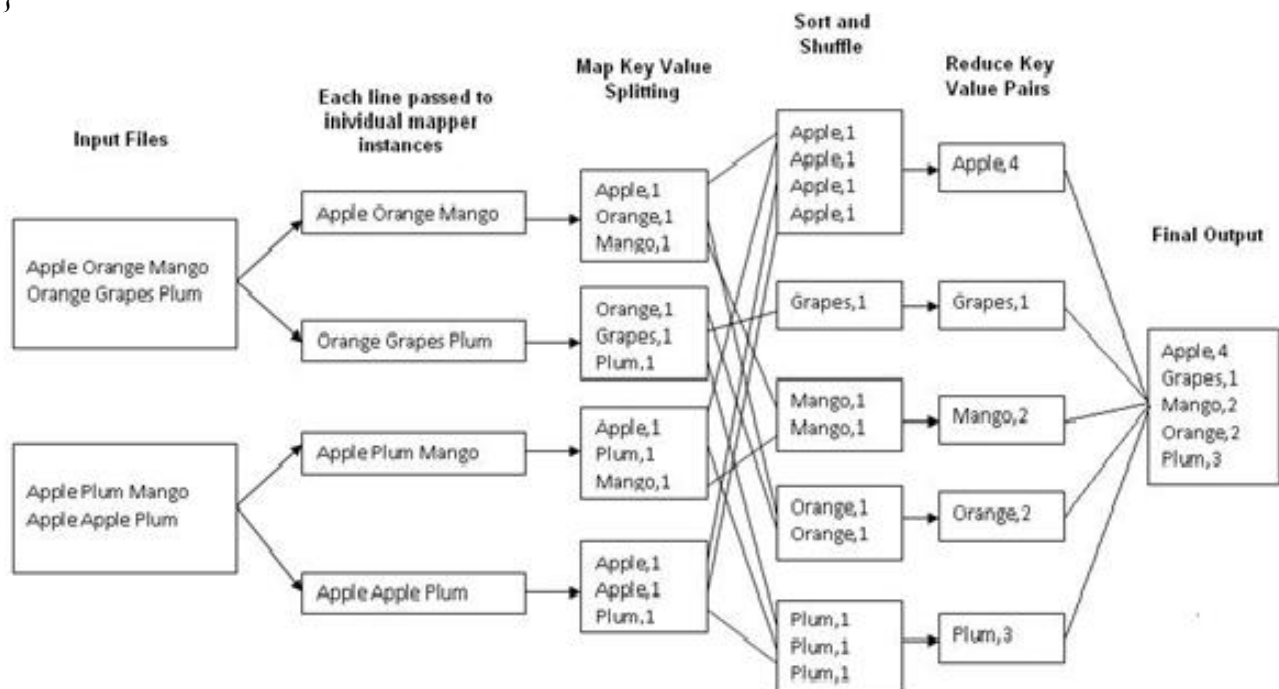 }
Input Files
Apple Orange Mango
Orange Grapes Plum
Apple Plum Mango
Apple Apple Plum
Each line passed to
inividual mapper
instances
Apple Orange Mango
Orange Grapes Plum
Apple Plum Mango
Apple Apple Plum
Map Key Value
Splitting
Apple,1
Orange,1
Mango,1
Orange,1
Grapes,1
Plum,1
Apple,1
Plum,1
Mango,1
Apple,1
Apple,1
Plum,1
Sort and
Shuffle
Apple,1
Apple,1
Apple,1
Apple,1
Grapes,1
Mango,1
Mango,1
Orange,1
Orange,1
Plum,1
Plum,1
Plum,1
Reduce Key
Value Pairs
Apple,4
Grapes,1
Mango,2
Orange,2
Plum,3
Final Output
Apple,4
Grapes,1
Mango,2
Orange,2
Plum,3